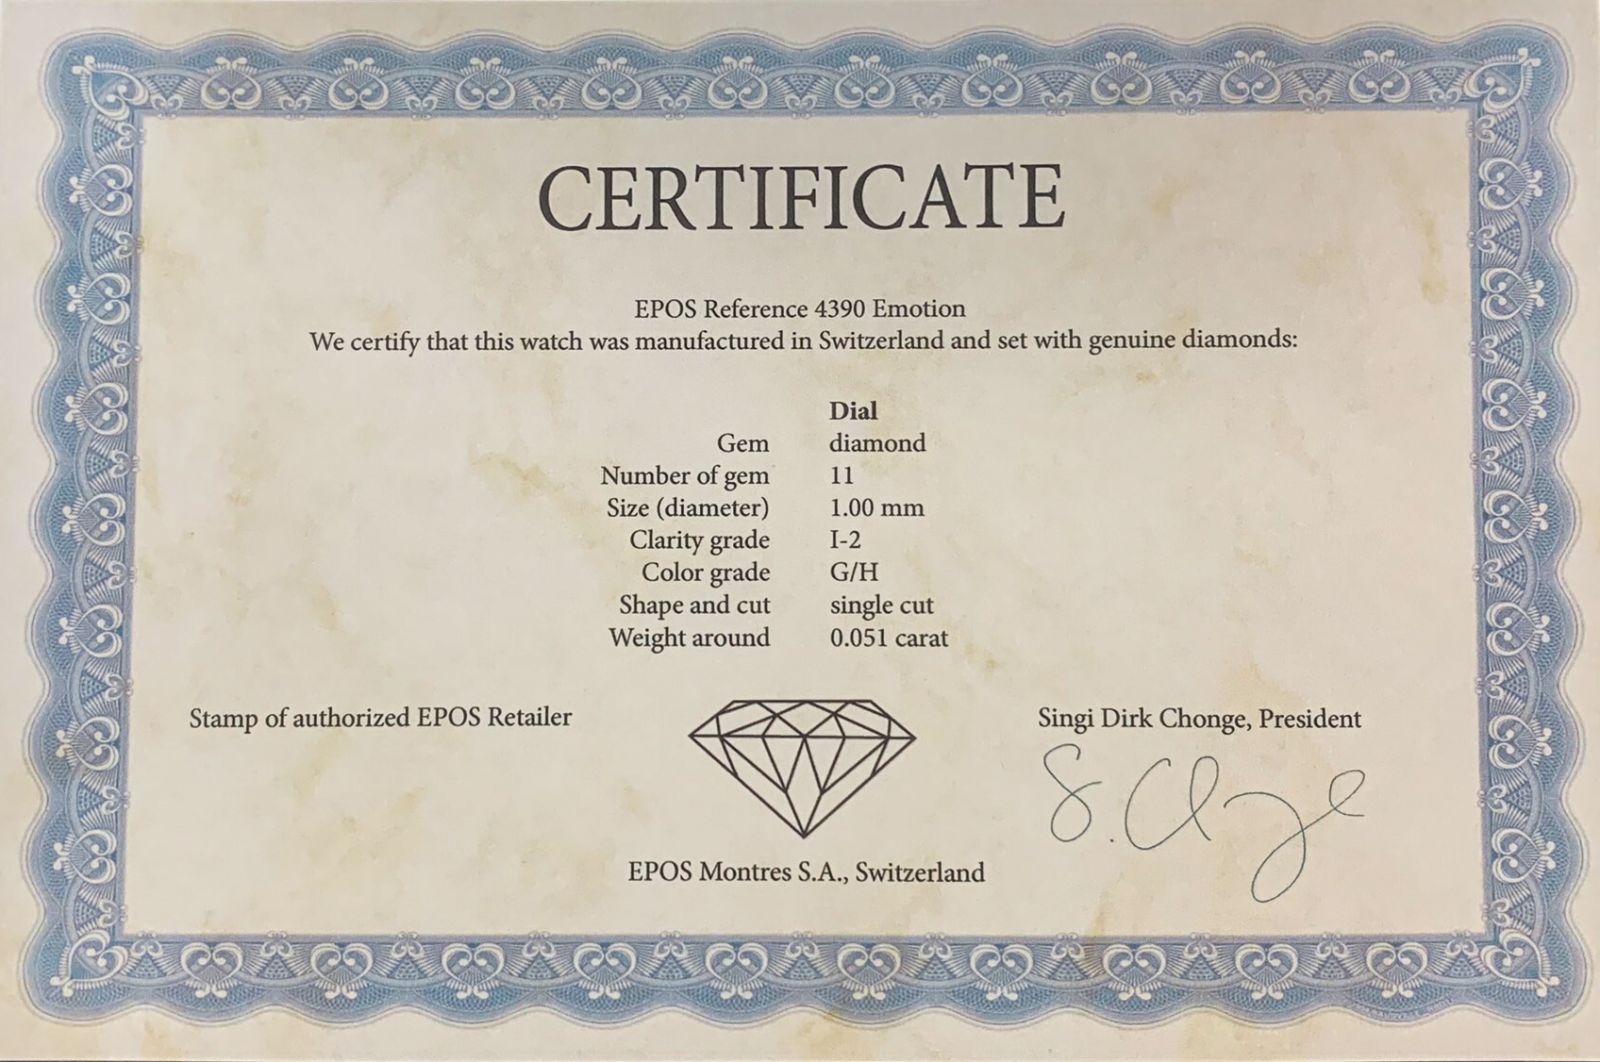 CERTIFICATE
EPOS Reference 4390 Emotion
We certify that this watch was manufactured in Switzerland and set with genuine diamonds:
Dial
Gem diamond
Number of gem 11
Size (diameter) 1.00 mm
Clarity grade I-2
Color grade G/H
Shape and cut single cut
Weight around 0.051 carat
Stamp of authorized EPOS Retailer
Singi Dirk Chonge, President
S. Chonge
EPOS Montres S.A., Switzerland